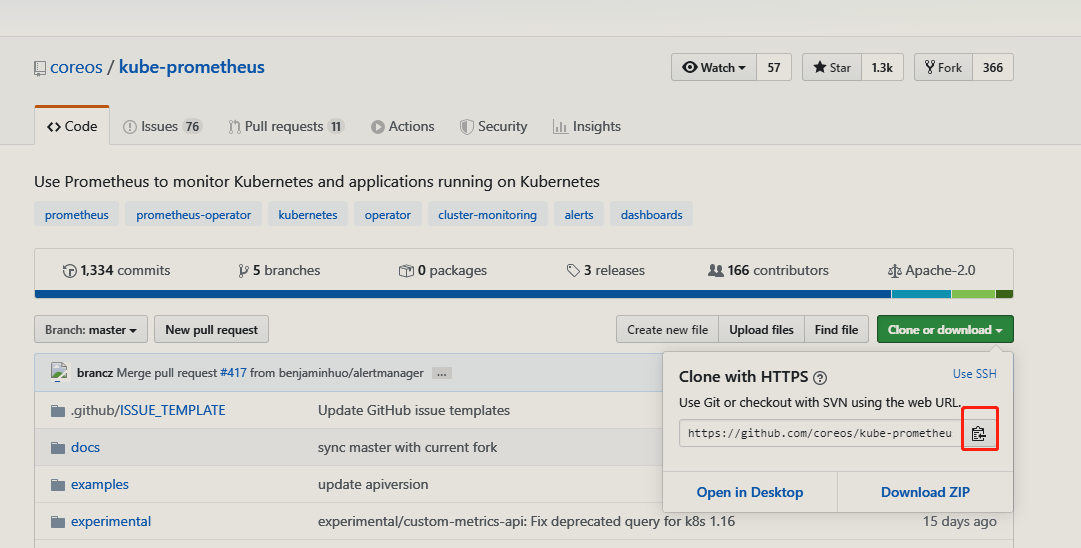 coreos / kube-prometheus
Watch 57 Star 1.3k Fork 366
Code Issues 76 Pull requests 11 Actions Security Insights
Use Prometheus to monitor Kubernetes and applications running on Kubernetes
prometheus prometheus-operator kubernetes operator cluster-monitoring alerts dashboards
1,334 commits 5 branches 0 packages 3 releases 166 contributors Apache-2.0
Branch: master New pull request Create new file Upload files Find file Clone or download
brancz Merge pull request #417 from benjaminhuo/alertmanager ...
Clone with HTTPS ? Use SSH
Use Git or checkout with SVN using the web URL.
https://github.com/coreos/kube-prometheu
Open in Desktop Download ZIP
.github/ISSUE_TEMPLATE Update GitHub issue templates
docs sync master with current fork
examples update apiversion
experimental experimental/custom-metrics-api: Fix deprecated query for k8s 1.16 15 days ago